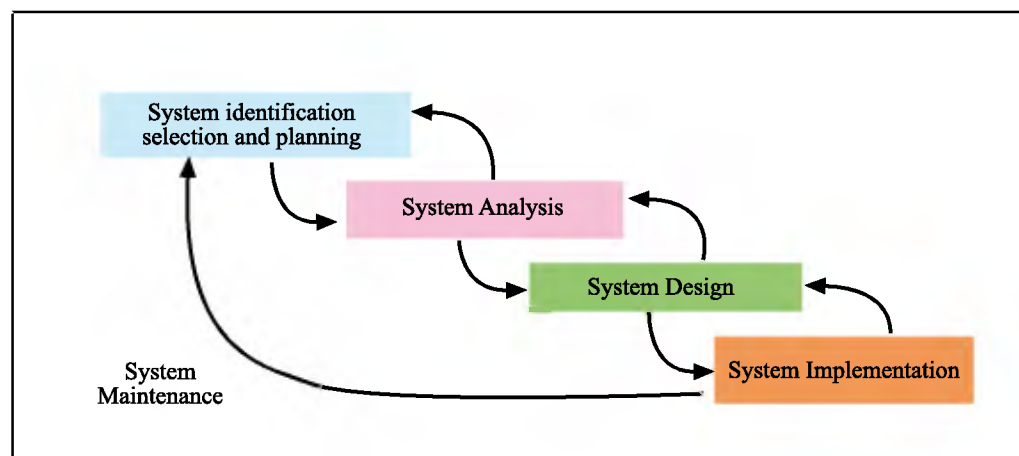 System identification
selection and planning
System Analysis
System Design
System Implementation
System
Maintenance